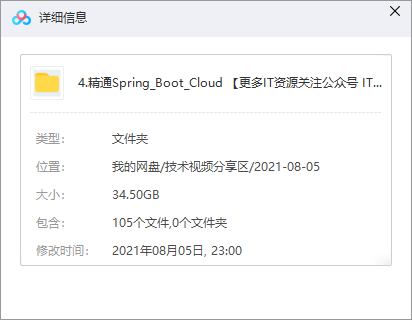 详细信息
4.精通Spring_Boot_Cloud 【更多IT资源关注公众号 IT...
类型： 文件夹
位置： 我的网盘/技术视频分享区/2021-08-05
大小： 34.50GB
包含： 105个文件,0个文件夹
修改时间： 2021年08月05日, 23:00